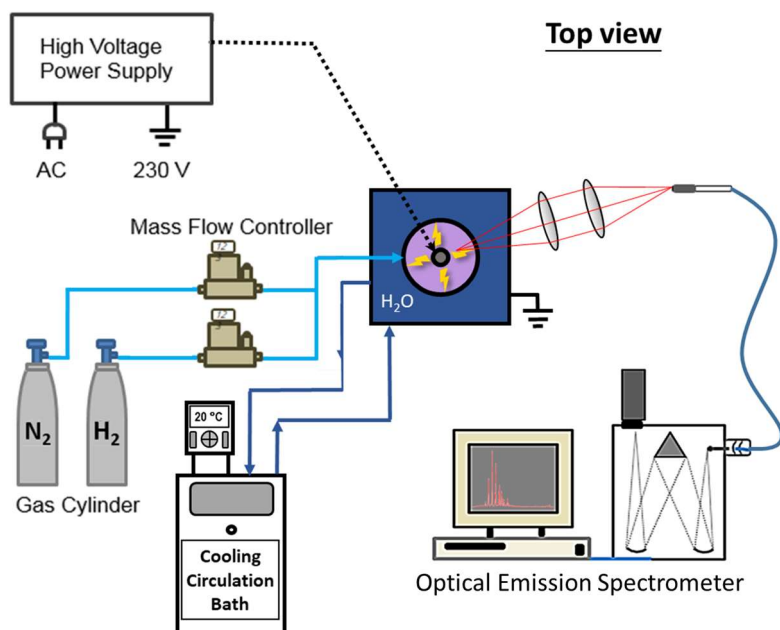 Top view
High Voltage
Power Supply
AC
230 V
Mass Flow Controller
H₂O
N₂
H₂
Gas Cylinder
20 °C
Cooling
Circulation
Bath
Optical Emission Spectrometer